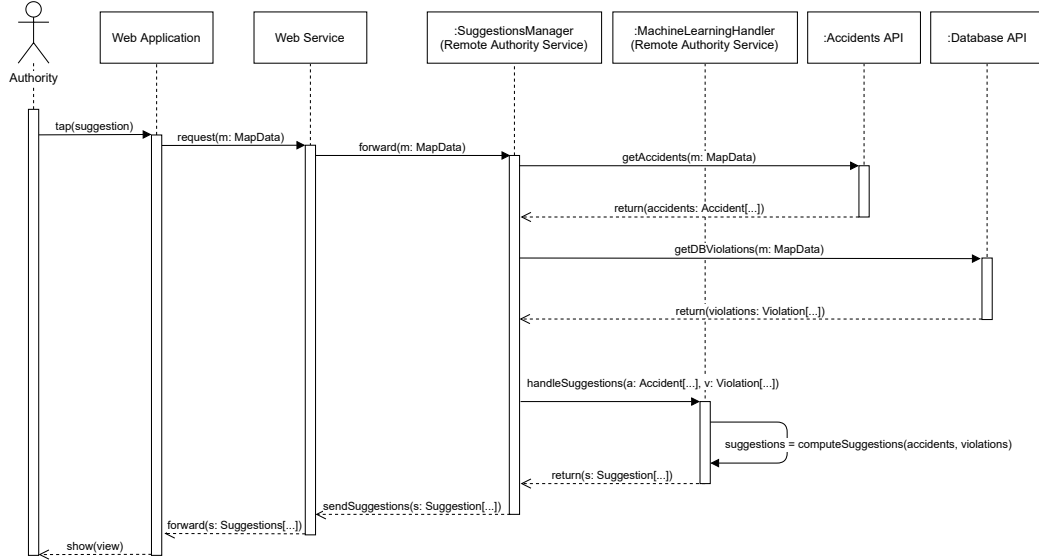 Authority
Web Application
Web Service
:SuggestionsManager
(Remote Authority Service)
:MachineLearningHandler
(Remote Authority Service)
:Accidents API
:Database API
tap(suggestion)
request(m: MapData)
forward(m: MapData)
getAccidents(m: MapData)
return(accidents: Accident[...])
getDBViolations(m: MapData)
return(violations: Violation[...])
handleSuggestions(a: Accident[...], v: Violation[...])
suggestions = computeSuggestions(accidents, violations)
return(s: Suggestion[...])
sendSuggestions(s: Suggestion[...])
forward(s: Suggestions[...])
show(view)